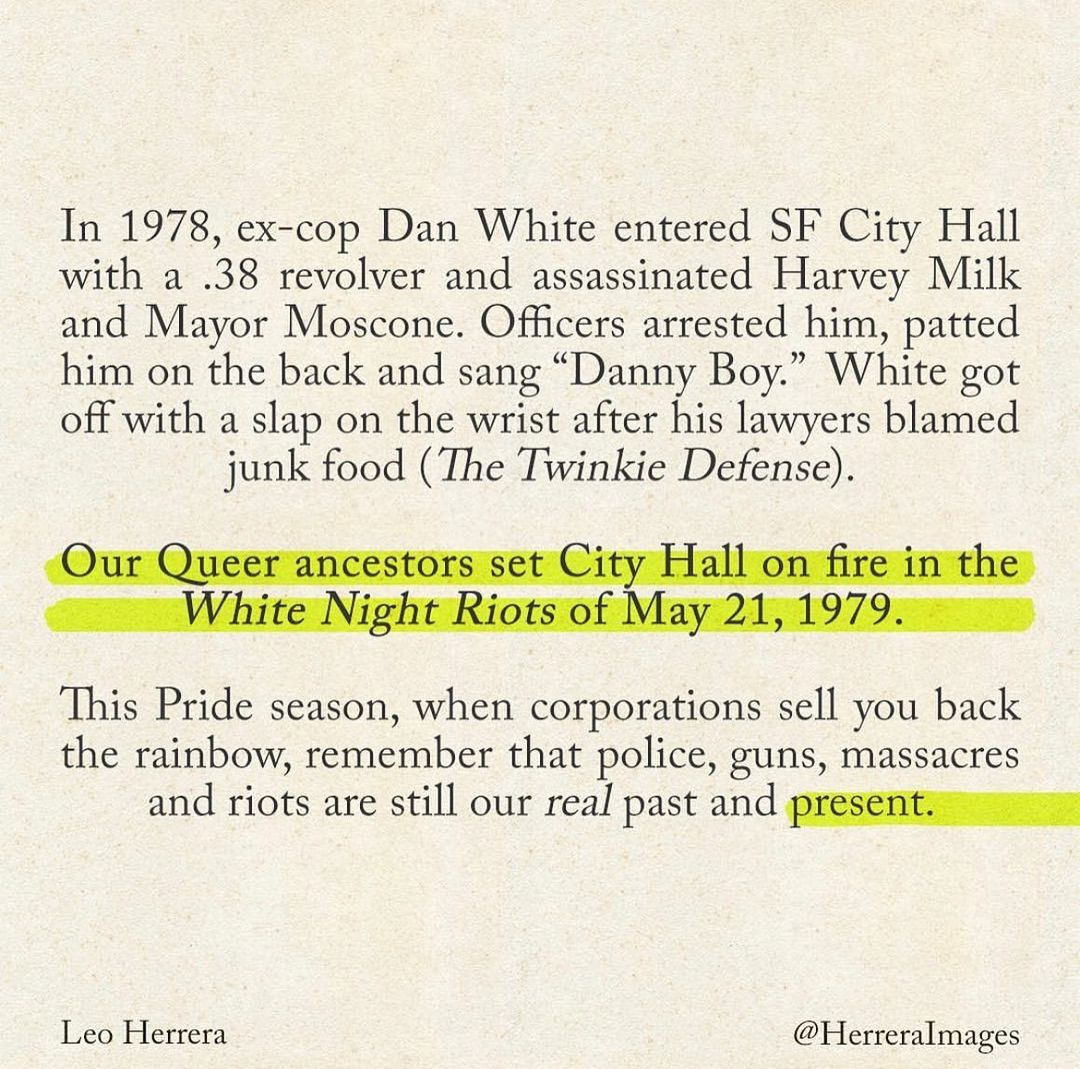 In 1978, ex-cop Dan White entered SF City Hall
with a .38 revolver and assassinated Harvey Milk
and Mayor Moscone. Officers arrested him, patted
him on the back and sang “Danny Boy.” White got
off with a slap on the wrist after his lawyers blamed
junk food (The Twinkie Defense).
Our Queer ancestors set City Hall on fire in the
White Night Riots of May 21, 1979.
This Pride season, when corporations sell you back
the rainbow, remember that police, guns, massacres
and riots are still our real past and present.
Leo Herrera
@HerreraImages